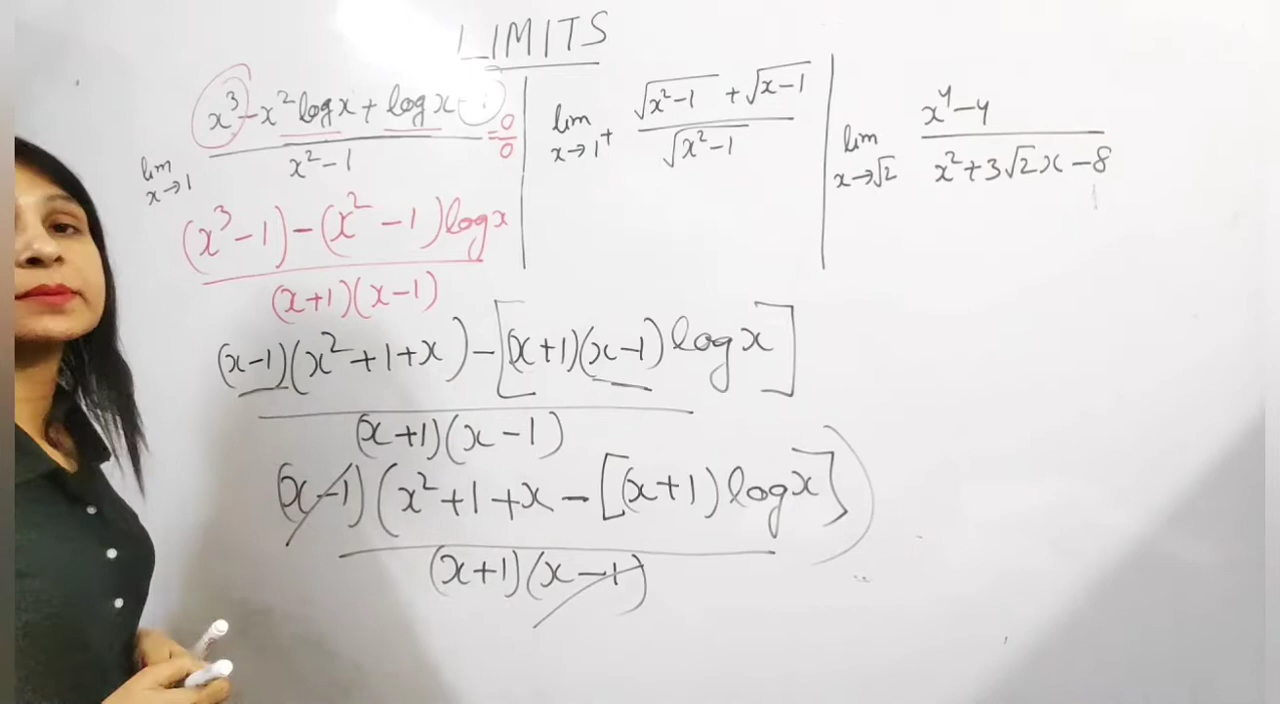 LIMITS
lim x→1 (x³ − x² log x + log x − 1) / (x² − 1) = 0/0
lim x→1⁺ (√(x²−1) + √(x−1)) / √(x²−1)
lim x→√2 (x⁴ − 4) / (x² + 3√2x − 8)
(x³ − 1) − (x² − 1) log x
(x+1)(x−1)
(x−1)(x² + 1 + x) − [(x+1)(x−1) log x]
(x+1)(x−1)
(x−1)(x² + 1 + x − [(x+1) log x])
(x+1)(x−1)